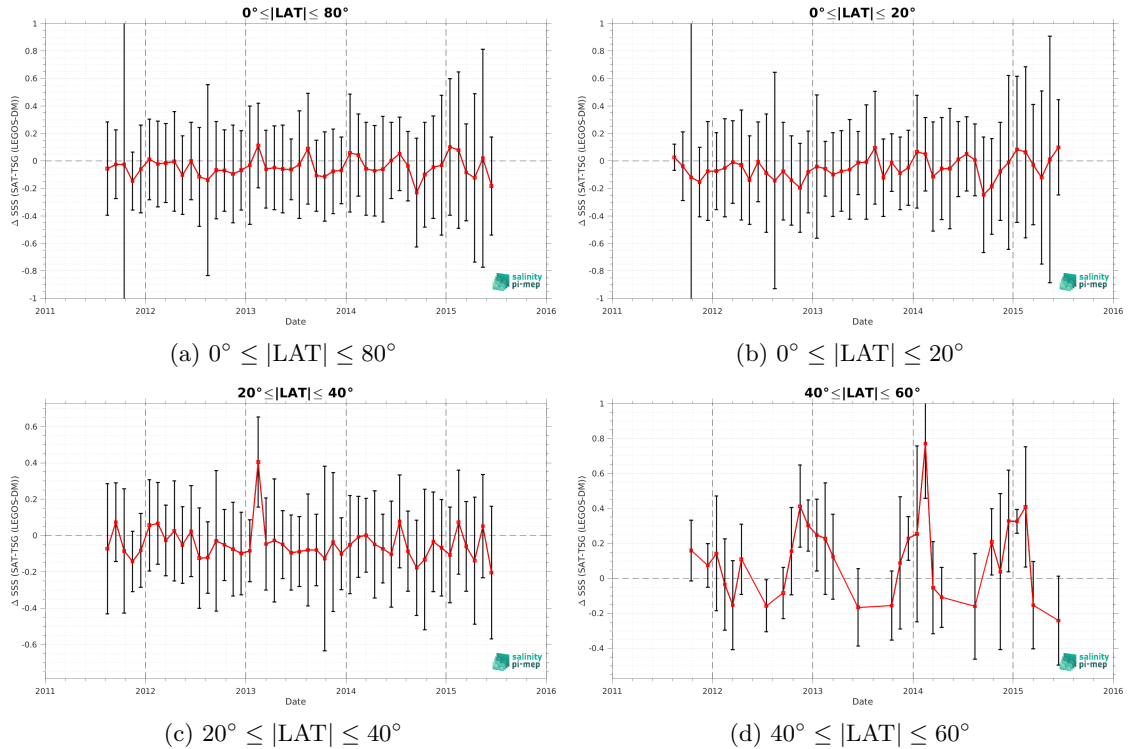 0°≤|LAT|≤ 80°
Δ SSS (SAT-TSG (LEGOS-DM))
1
0.8
0.6
0.4
0.2
0
-0.2
-0.4
-0.6
-0.8
-1
2011 2012 2013 2014 2015 2016
Date
salinity
pi-mep
(a) 0° ≤ |LAT| ≤ 80°
0°≤|LAT|≤ 20°
Δ SSS (SAT-TSG (LEGOS-DM))
1
0.8
0.6
0.4
0.2
0
-0.2
-0.4
-0.6
-0.8
-1
2011 2012 2013 2014 2015 2016
Date
salinity
pi-mep
(b) 0° ≤ |LAT| ≤ 20°
20°≤|LAT|≤ 40°
Δ SSS (SAT-TSG (LEGOS-DM))
0.6
0.4
0.2
0
-0.2
-0.4
-0.6
2011 2012 2013 2014 2015 2016
Date
salinity
pi-mep
(c) 20° ≤ |LAT| ≤ 40°
40°≤|LAT|≤ 60°
Δ SSS (SAT-TSG (LEGOS-DM))
1
0.8
0.6
0.4
0.2
0
-0.2
-0.4
2011 2012 2013 2014 2015 2016
Date
salinity
pi-mep
(d) 40° ≤ |LAT| ≤ 60°